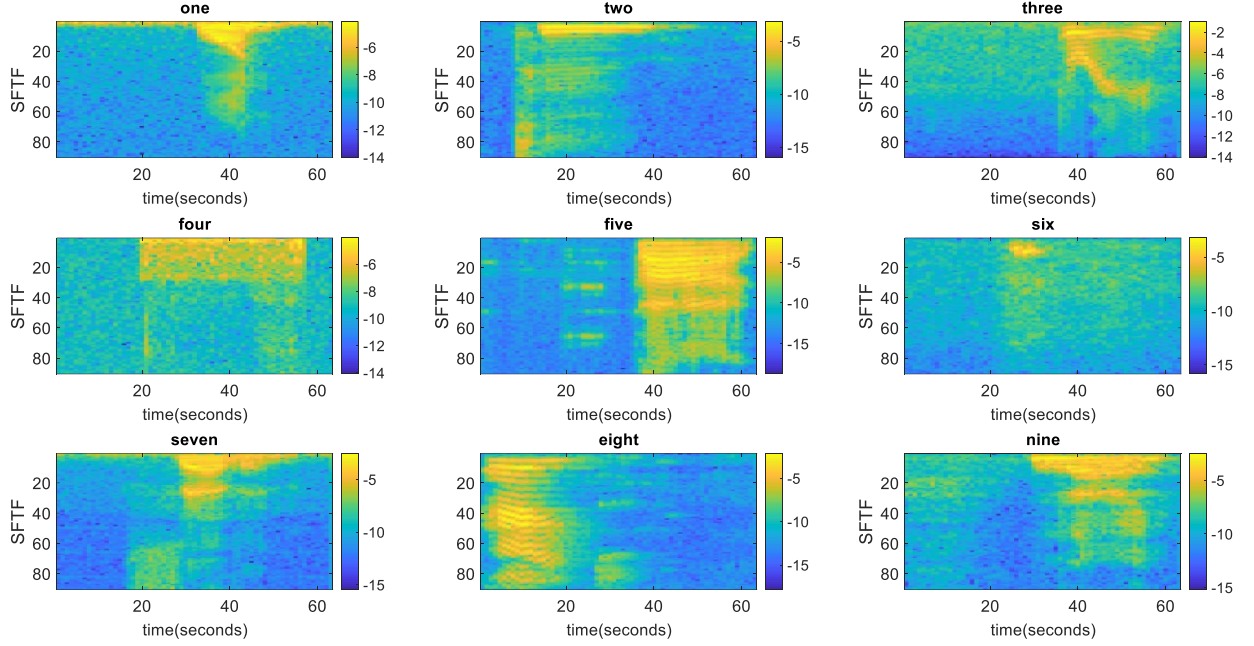 one two three
SFTF 20 40 60 80 -6 -8 -10 -12 -14 SFTF 20 40 60 80 -5 -10 -15 SFTF 20 40 60 80 -2 -4 -6 -8 -10 -12 -14
20 40 60 20 40 60 20 40 60
time(seconds) time(seconds) time(seconds)
four five six
SFTF 20 40 60 80 -6 -8 -10 -12 -14 SFTF 20 40 60 80 -5 -10 -15 SFTF 20 40 60 80 -5 -10 -15
20 40 60 20 40 60 20 40 60
time(seconds) time(seconds) time(seconds)
seven eight nine
SFTF 20 40 60 80 -5 -10 -15 SFTF 20 40 60 80 -5 -10 -15 SFTF 20 40 60 80 -5 -10 -15
20 40 60 20 40 60 20 40 60
time(seconds) time(seconds) time(seconds)